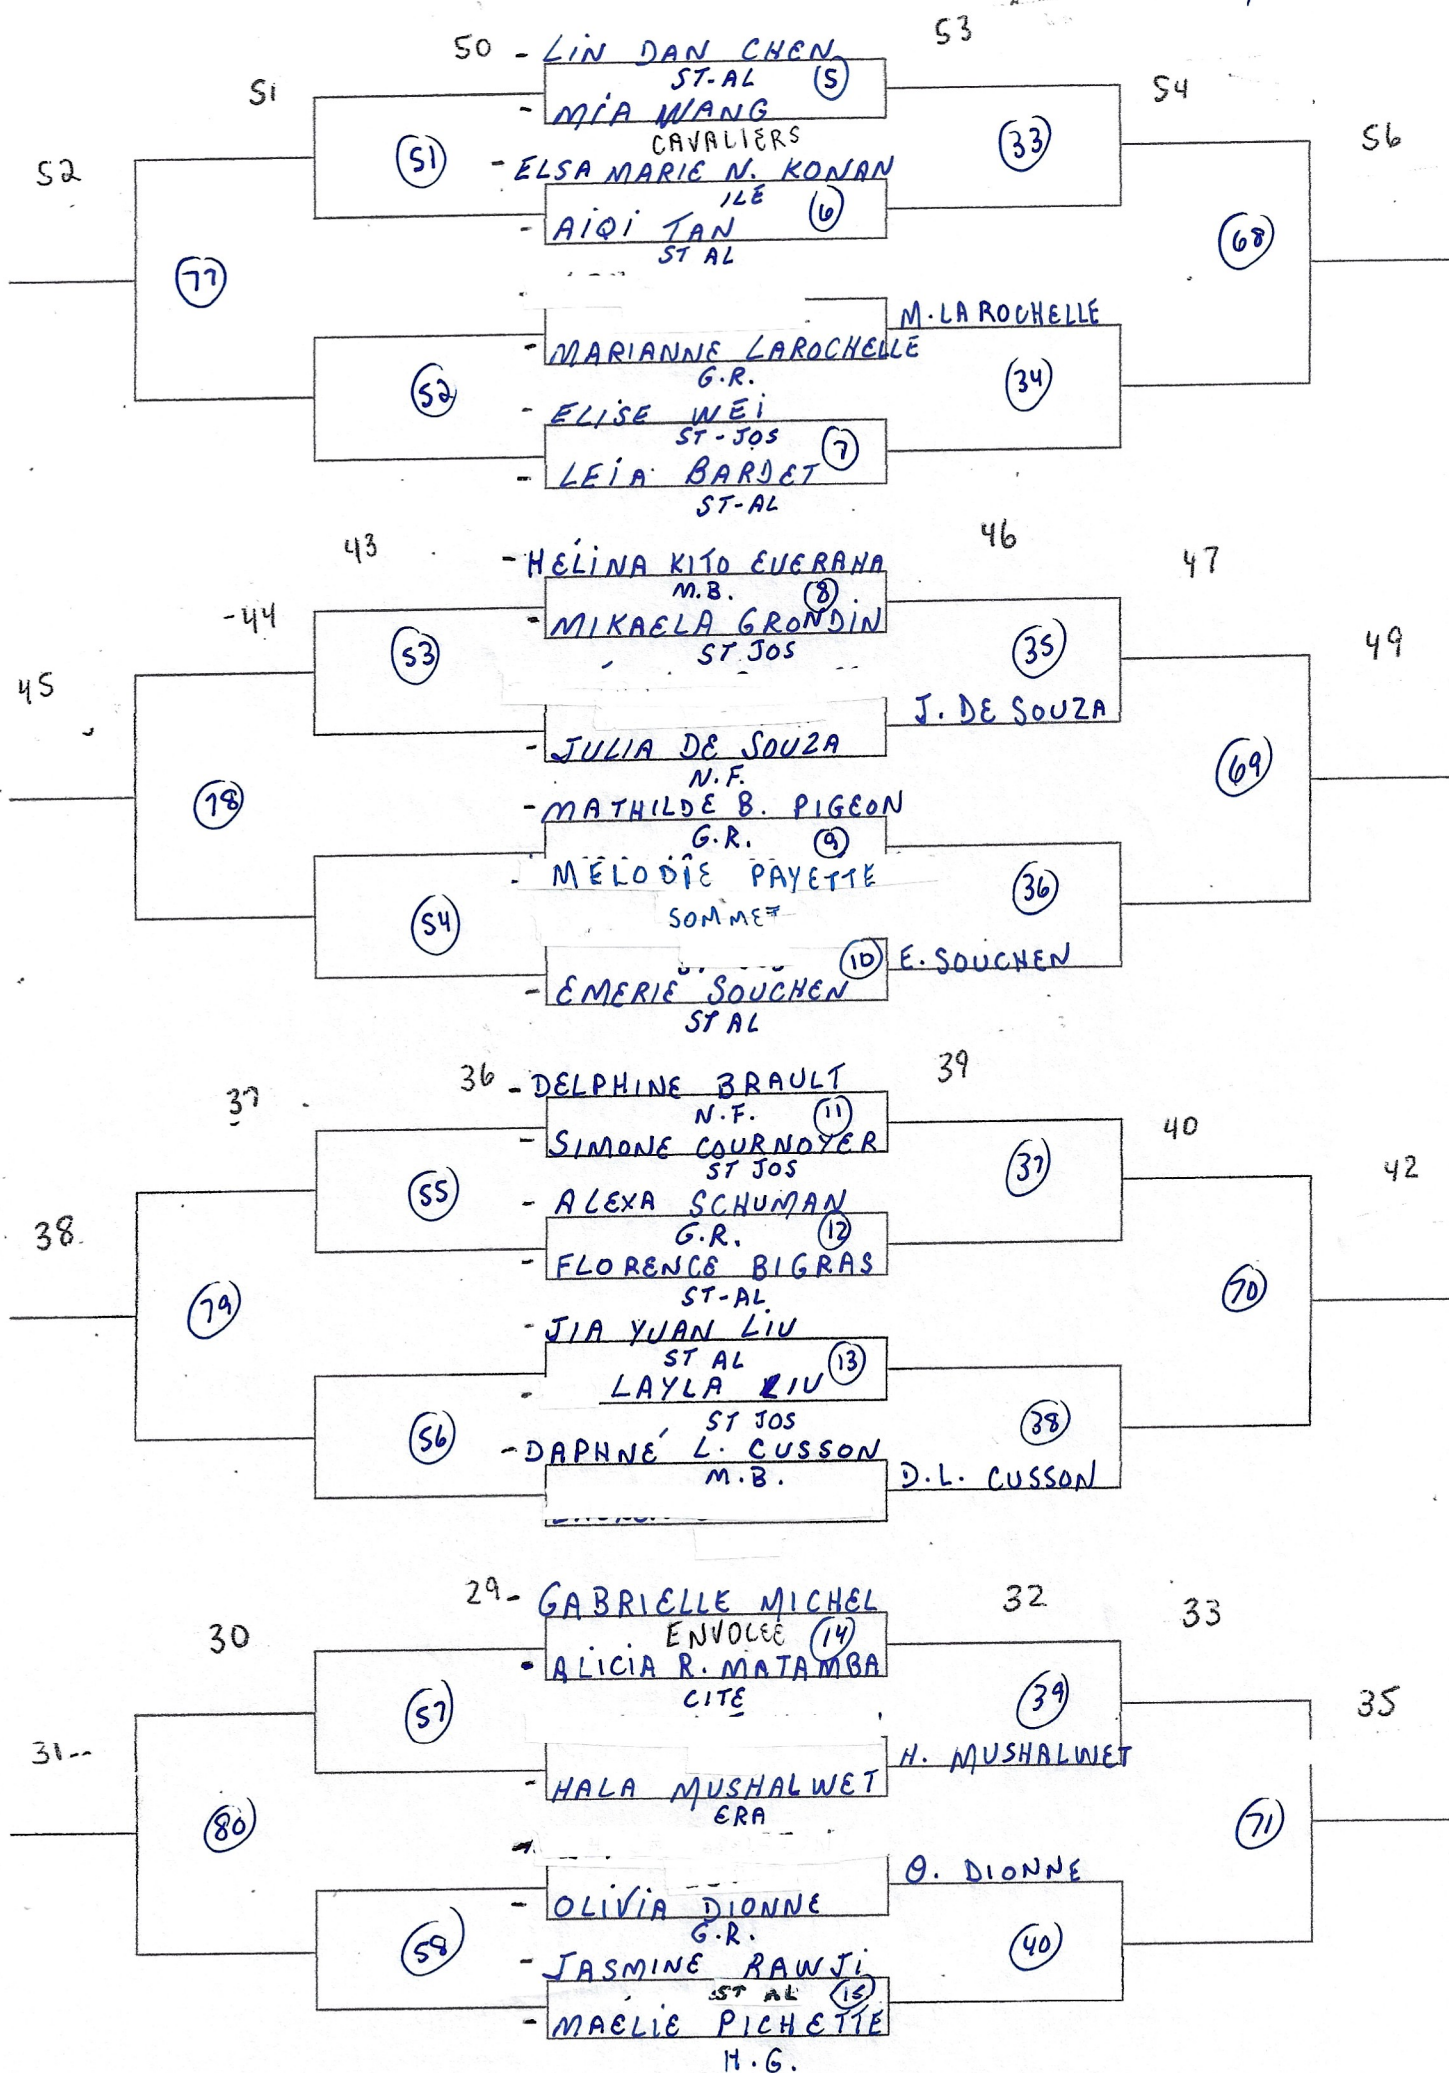 50 - LIN DAN CHEN
53
ST-AL
5
51
54
- MIA WANG
CAVALIERS
51
33
56
52
- ELSA MARIE N. KONAN
ILE
6
- AIQI TAN
ST AL
68
77
M. LAROCHELLE
- MARIANNE LAROCHELLE
G.R.
52
34
- ELISE WEI
ST-JOS
7
- LEIA BARDET
ST-AL
43
46
47
- HÉLINA KITO EUERAHA
M.B.
8
-44
- MIKAELA GRONDIN
ST JOS
53
35
49
45
J. DE SOUZA
- JULIA DE SOUZA
N.F.
69
78
- MATHILDE B. PIGEON
G.R.
9
- MELODIE PAYETTE
SOMMET
36
54
10
E. SOUCHEN
- EMERIE SOUCHEN
ST AL
37
36 - DELPHINE BRAULT
39
N.F.
11
40
- SIMONE COURNOYER
ST JOS
37
42
55
- ALEXA SCHUMAN
38
G.R.
12
- FLORENCE BIGRAS
ST-AL
70
79
- JIA YUAN LIU
ST AL
13
- LAYLA LIU
ST JOS
38
56
- DAPHNÉ L. CUSSON
M.B.
D.L. CUSSON
29 - GABRIELLE MICHEL
32
33
30
ENVOLEE
14
- ALICIA R. MATAMBA
CITE
39
35
57
31--
H. MUSHALWET
- HALA MUSHALWET
ERA
80
71
O. DIONNE
- OLIVIA DIONNE
G.R.
58
40
- JASMINE RAWJI
ST AL
15
- MAÉLIE PICHETTE
H.G.